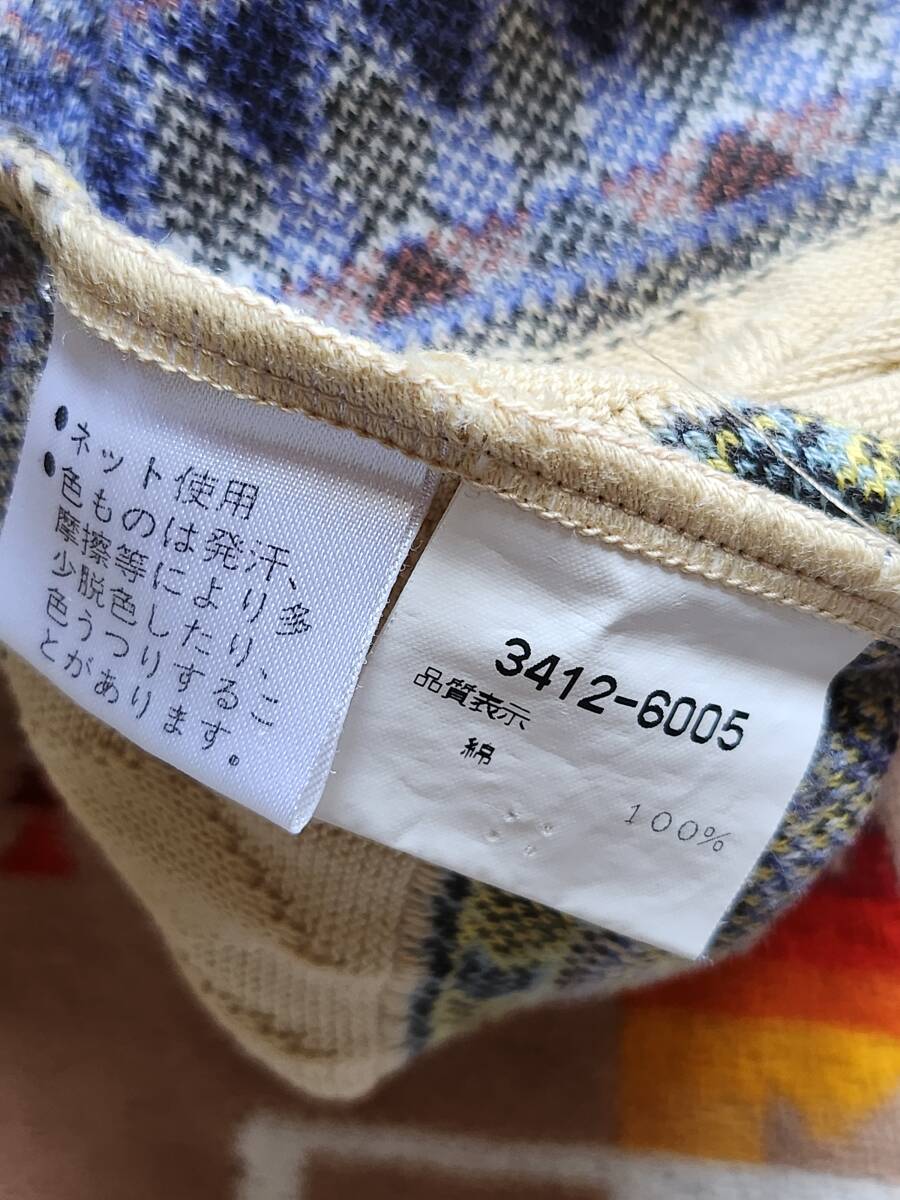 ●ネット使用
●色ものは発汗、
摩擦等により多
少脱色したり、
色うつりするこ
とがあります。
3412-6005
品質表示
綿
100%